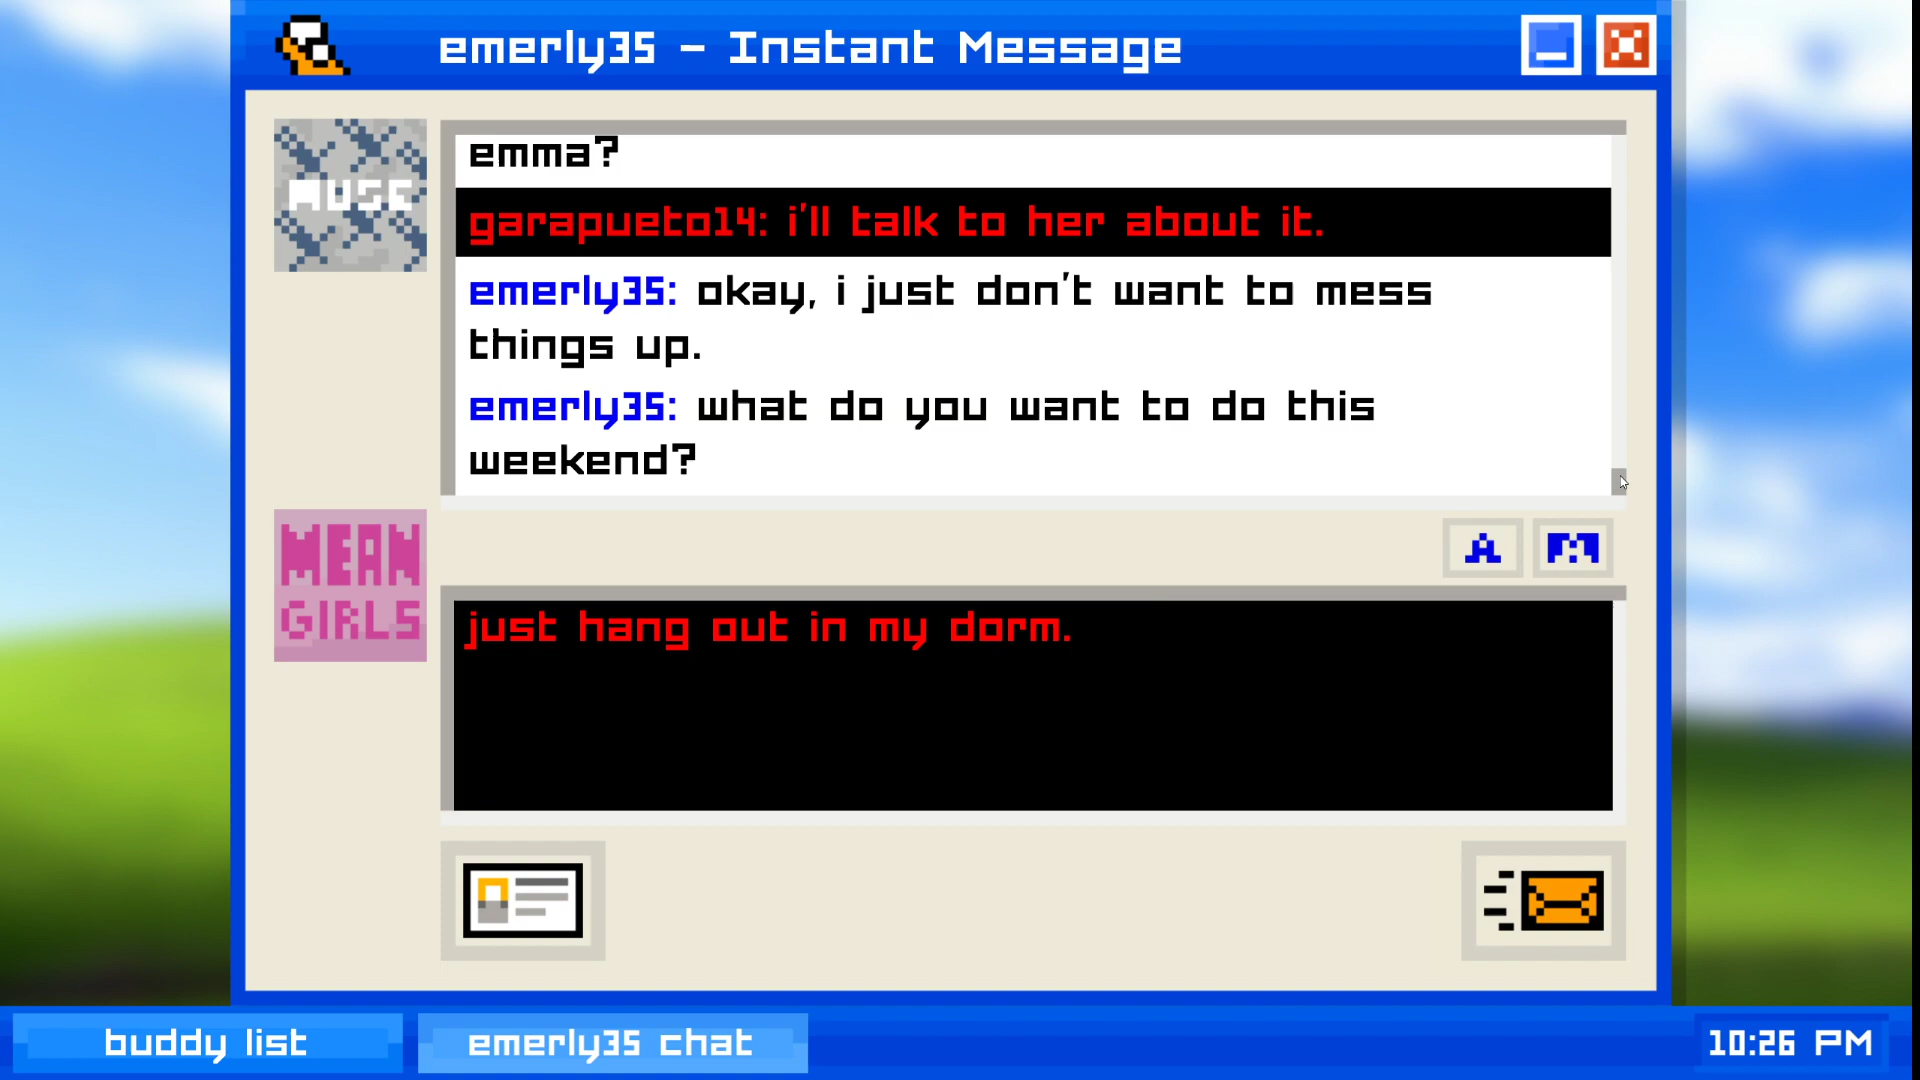 emerly35 - Instant Message
MUSE
emma?
garapueto14: i'll talk to her about it.
emerly35: okay, i just don't want to mess
things up.
emerly35: what do you want to do this
weekend?
A M
MEAN
GIRLS
just hang out in my dorm.
buddy list
emerly35 chat
10:26 PM